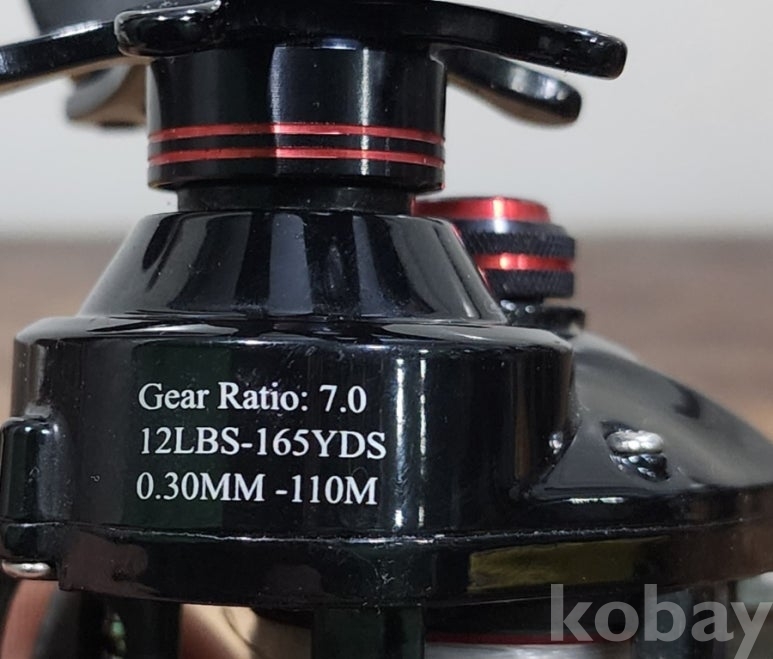 Gear Ratio: 7.0
12LBS-165YDS
0.30MM -110M
kobay